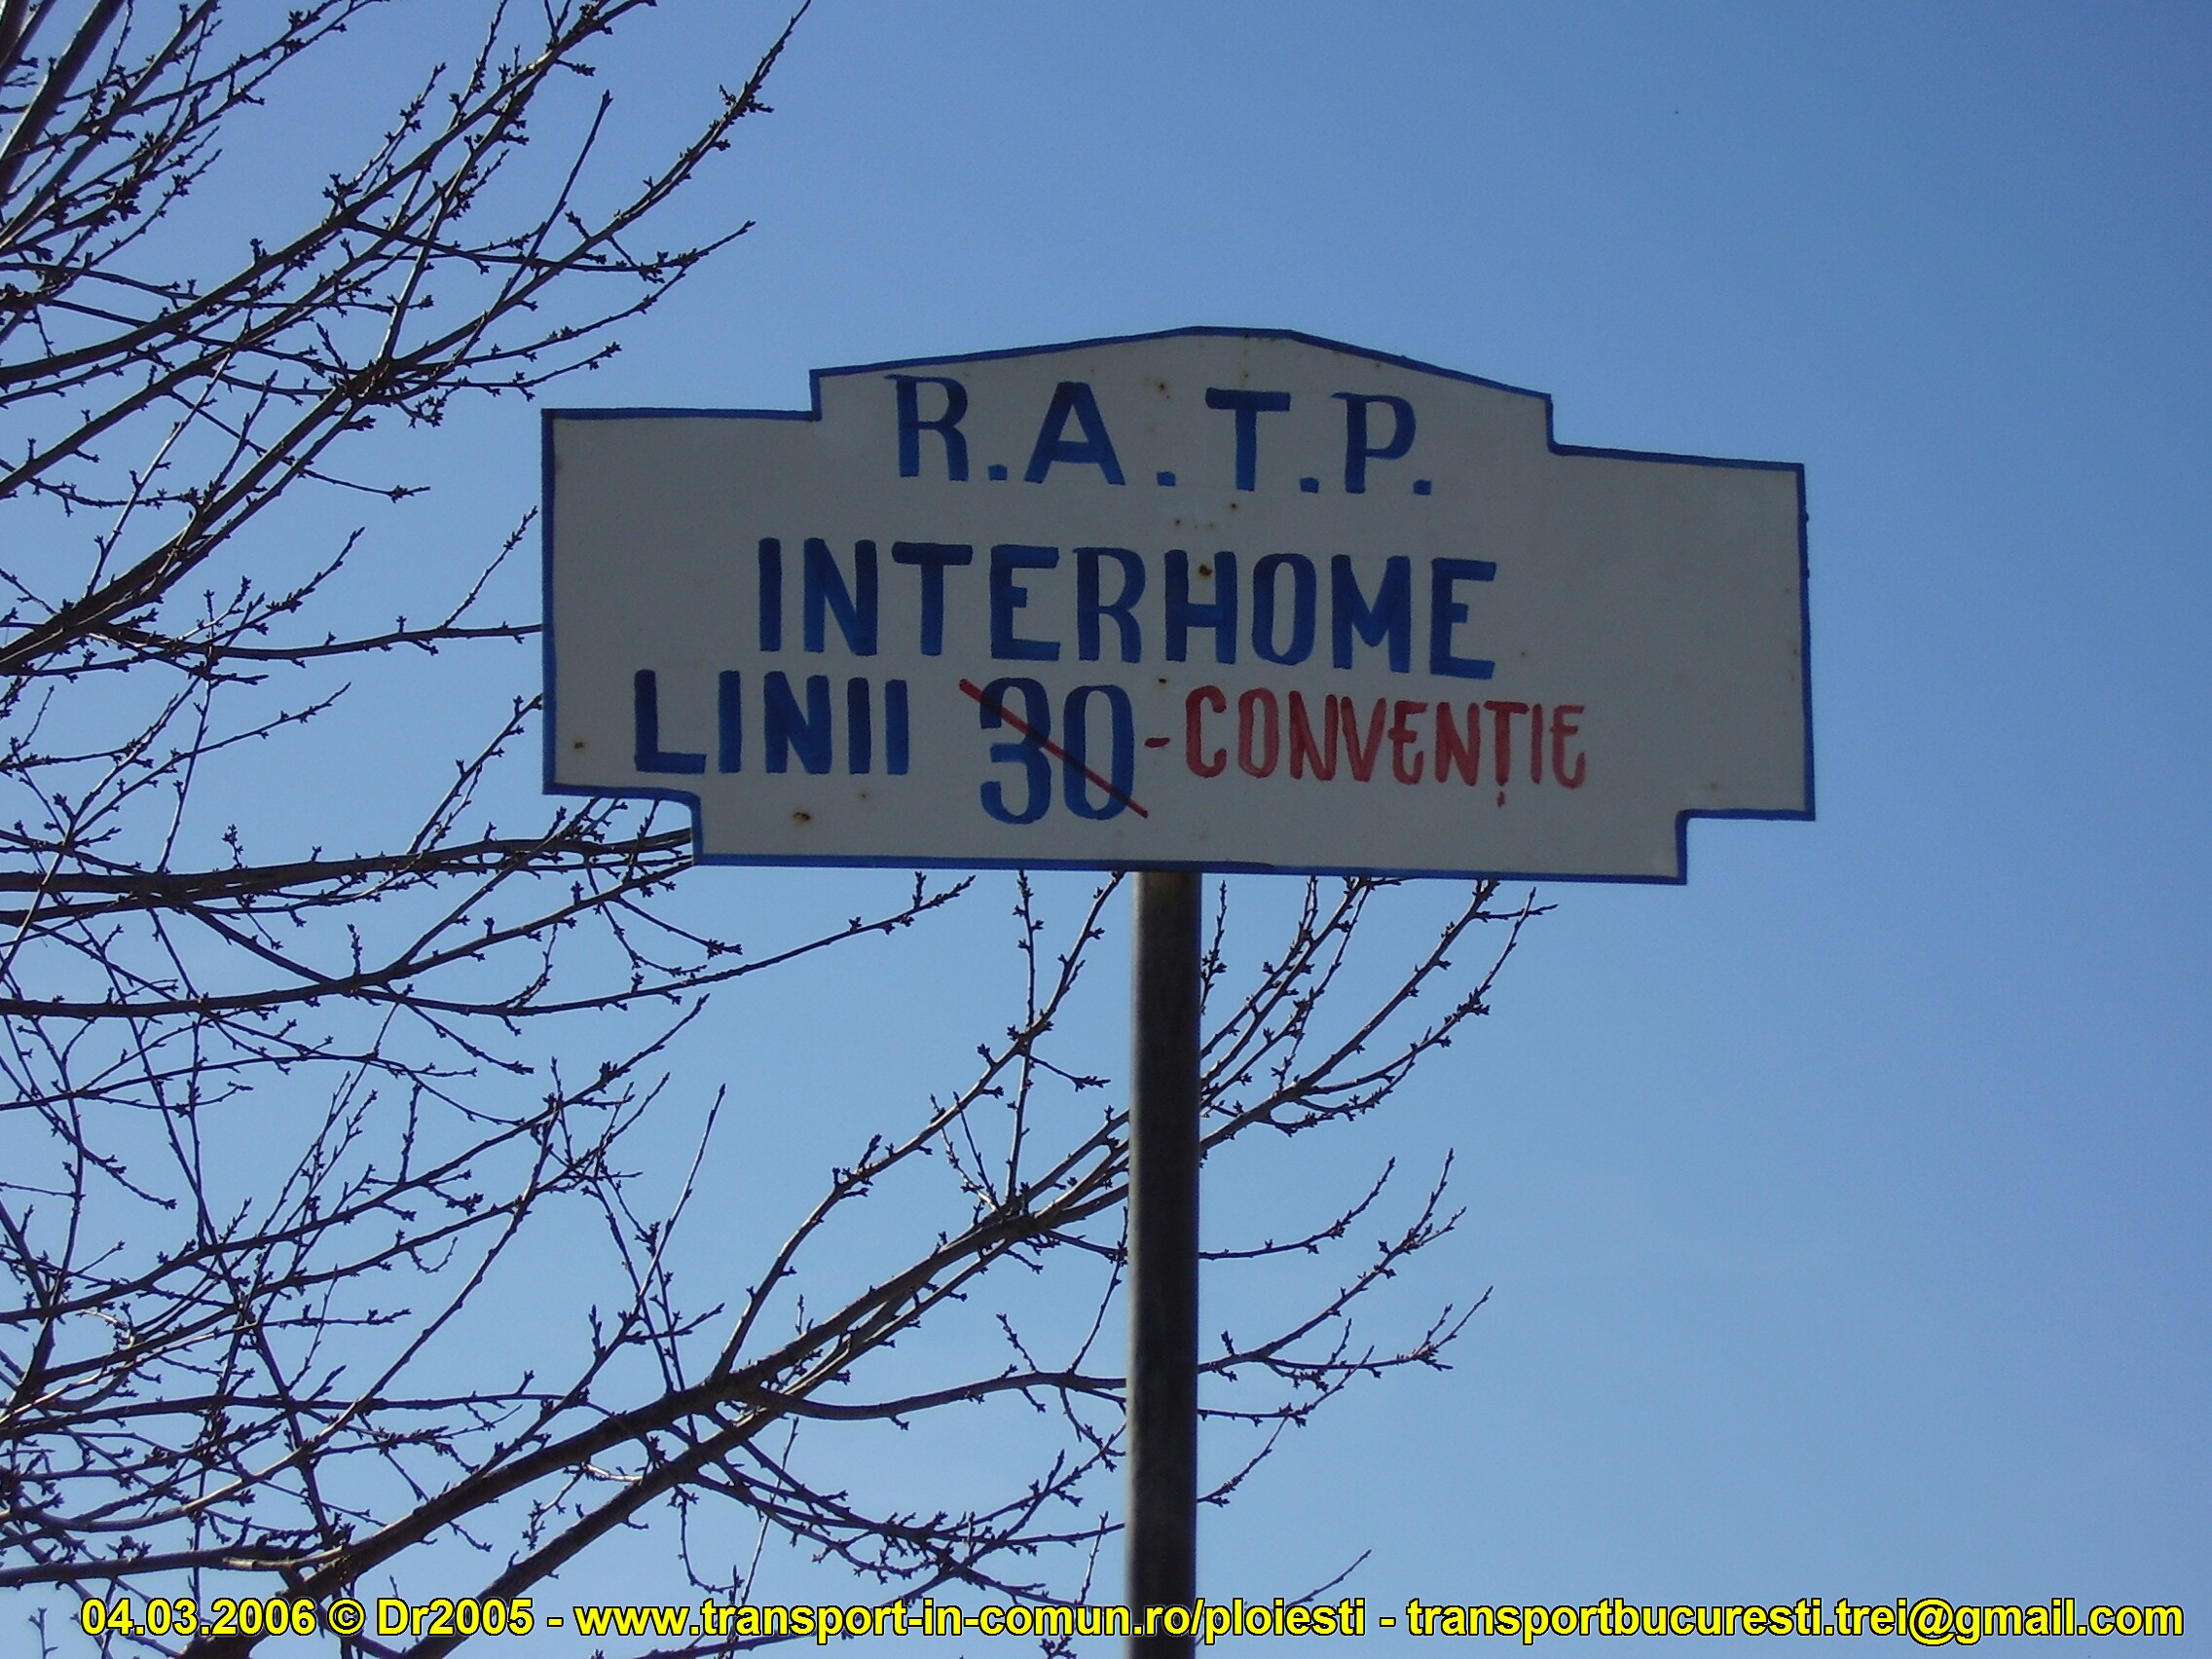 R.A.T.P.
INTERHOME
LINII 30 - CONVENȚIE
04.03.2006 © Dr2005 - www.transport-in-comun.ro/ploiesti - transportbucuresti.trei@gmail.com